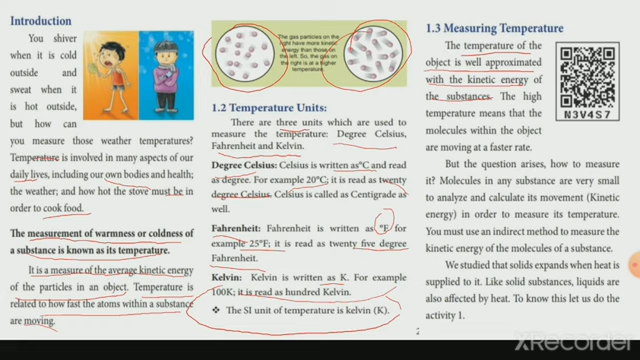 Introduction
You shiver
when it is cold
outside and
sweat when it
is hot outside,
but how can
you measure those weather temperatures?
Temperature is involved in many aspects of our
daily lives, including our own bodies and health;
the weather; and how hot the stove must be in
order to cook food.
The measurement of warmness or coldness of
a substance is known as its temperature.
It is a measure of the average kinetic energy
of the particles in an object. Temperature is
related to how fast the atoms within a substance
are moving.
The gas particles on the
right have more kinetic
energy than those on
the left. So, the gas on
the right is at a higher
temperature
1.2 Temperature Units:
There are three units which are used to
measure the temperature: Degree Celsius,
Fahrenheit and Kelvin.
Degree Celsius: Celsius is written as°C and read
as degree. For example 20°C; it is read as twenty
degree Celsius. Celsius is called as Centigrade as
well.
Fahrenheit: Fahrenheit is written as °F for
example 25°F; it is read as twenty five degree
Fahrenheit.
Kelvin: Kelvin is written as K. For example
100K; it is read as hundred Kelvin.
❖ The SI unit of temperature is kelvin (K).
1.3 Measuring Temperature
The temperature of the
object is well approximated
with the kinetic energy of
the substances. The high
temperature means that the
molecules within the object
are moving at a faster rate.
N3V4S7
But the question arises, how to measure
it? Molecules in any substance are very small
to analyze and calculate its movement (Kinetic
energy) in order to measure its temperature.
You must use an indirect method to measure the
kinetic energy of the molecules of a substance.
We studied that solids expands when heat is
supplied to it. Like solid substances, liquids are
also affected by heat. To know this let us do the
activity 1.
2
XRecorder